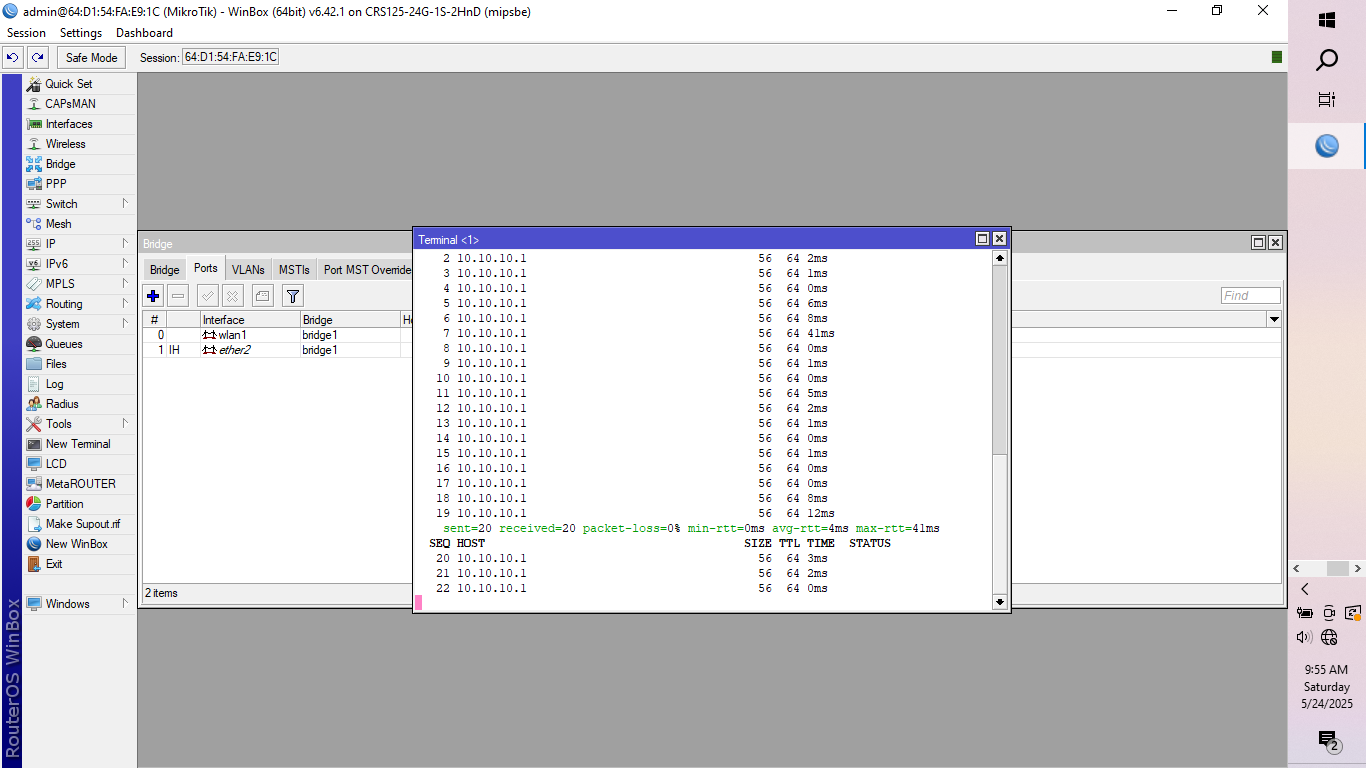 admin@64:D1:54:FA:E9:1C (MikroTik) - WinBox (64bit) v6.42.1 on CRS125-24G-1S-2HnD (mipsbe)
Session Settings Dashboard
Safe Mode Session: 64:D1:54:FA:E9:1C
Quick Set
CAPsMAN
Interfaces
Wireless
Bridge
PPP
Switch
Mesh
IP
IPv6
MPLS
Routing
System
Queues
Files
Log
Radius
Tools
New Terminal
LCD
MetaROUTER
Partition
Make Supout.rif
New WinBox
Exit
Windows
RouterOS WinBox
Bridge
Bridge Ports VLANs MSTIs Port MST Override
Find
# Interface Bridge
0 wlan1 bridge1
1 IH ether2 bridge1
2 items
Terminal <1>
2 10.10.10.1 56 64 2ms
3 10.10.10.1 56 64 1ms
4 10.10.10.1 56 64 0ms
5 10.10.10.1 56 64 6ms
6 10.10.10.1 56 64 8ms
7 10.10.10.1 56 64 41ms
8 10.10.10.1 56 64 0ms
9 10.10.10.1 56 64 1ms
10 10.10.10.1 56 64 0ms
11 10.10.10.1 56 64 5ms
12 10.10.10.1 56 64 2ms
13 10.10.10.1 56 64 1ms
14 10.10.10.1 56 64 0ms
15 10.10.10.1 56 64 1ms
16 10.10.10.1 56 64 0ms
17 10.10.10.1 56 64 0ms
18 10.10.10.1 56 64 8ms
19 10.10.10.1 56 64 12ms
sent=20 received=20 packet-loss=0% min-rtt=0ms avg-rtt=4ms max-rtt=41ms
SEQ HOST SIZE TTL TIME STATUS
20 10.10.10.1 56 64 3ms
21 10.10.10.1 56 64 2ms
22 10.10.10.1 56 64 0ms
9:55 AM
Saturday
5/24/2025
2